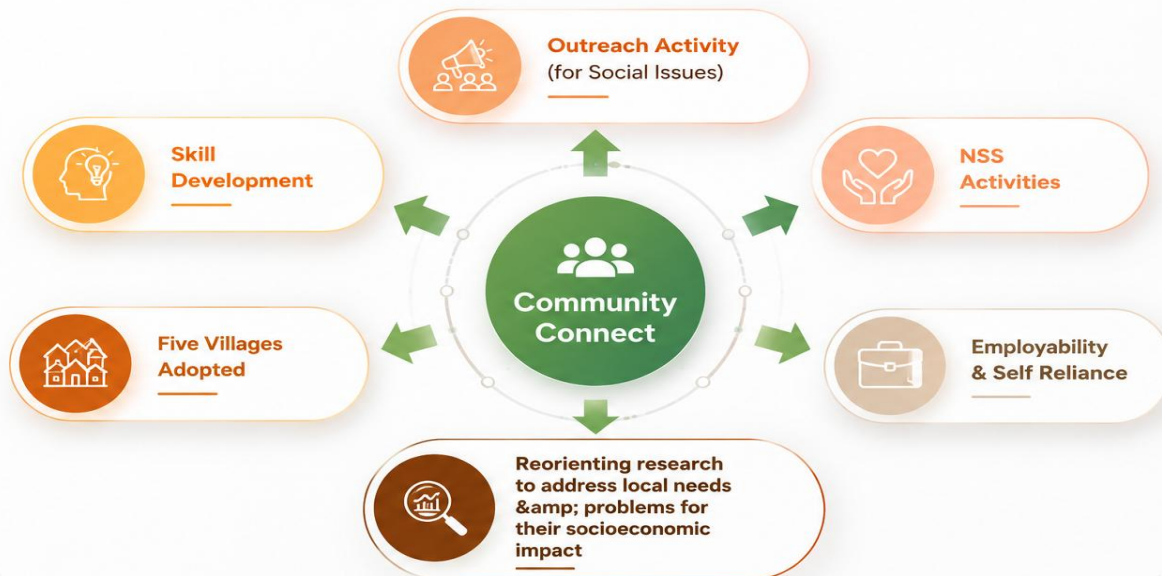 Outreach Activity
(for Social Issues)
Skill
Development
NSS
Activities
Community
Connect
Five Villages
Adopted
Employability
& Self Reliance
Reorienting research
to address local needs
&amp; problems for
their socioeconomic
impact